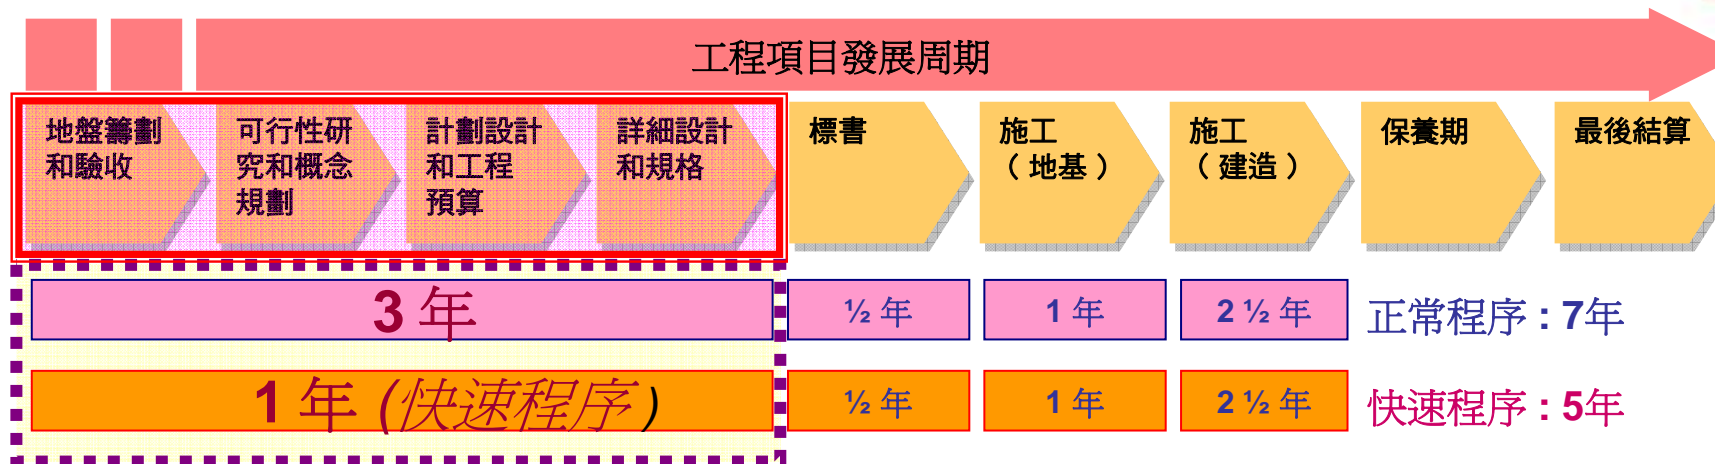 工程項目發展周期
地盤籌劃
和驗收
可行性研
究和概念
規劃
計劃設計
和工程
預算
詳細設計
和規格
標書
施工
（地基）
施工
（建造）
保養期
最後結算
3 年
½ 年
1 年
2 ½ 年
正常程序 : 7年
1 年 (快速程序)
½ 年
1 年
2 ½ 年
快速程序 : 5年